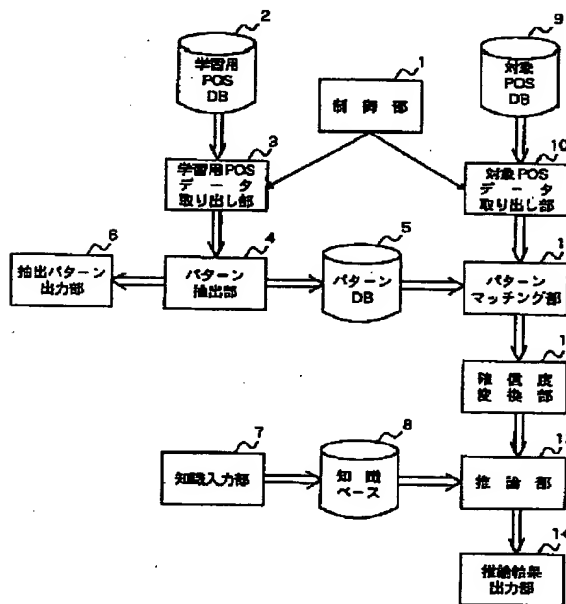 2
学習用
POS
DB
1
制御部
9
対象
POS
DB
3
学習用POS
データ
取り出し部
10
対象POS
データ
取り出し部
6
抽出パターン
出力部
4
パターン
抽出部
5
パターン
DB
1
パターン
マッチング部
1
確信度
変換部
7
知識入力部
8
知識
ベース
1
推論部
14
推論結果
出力部